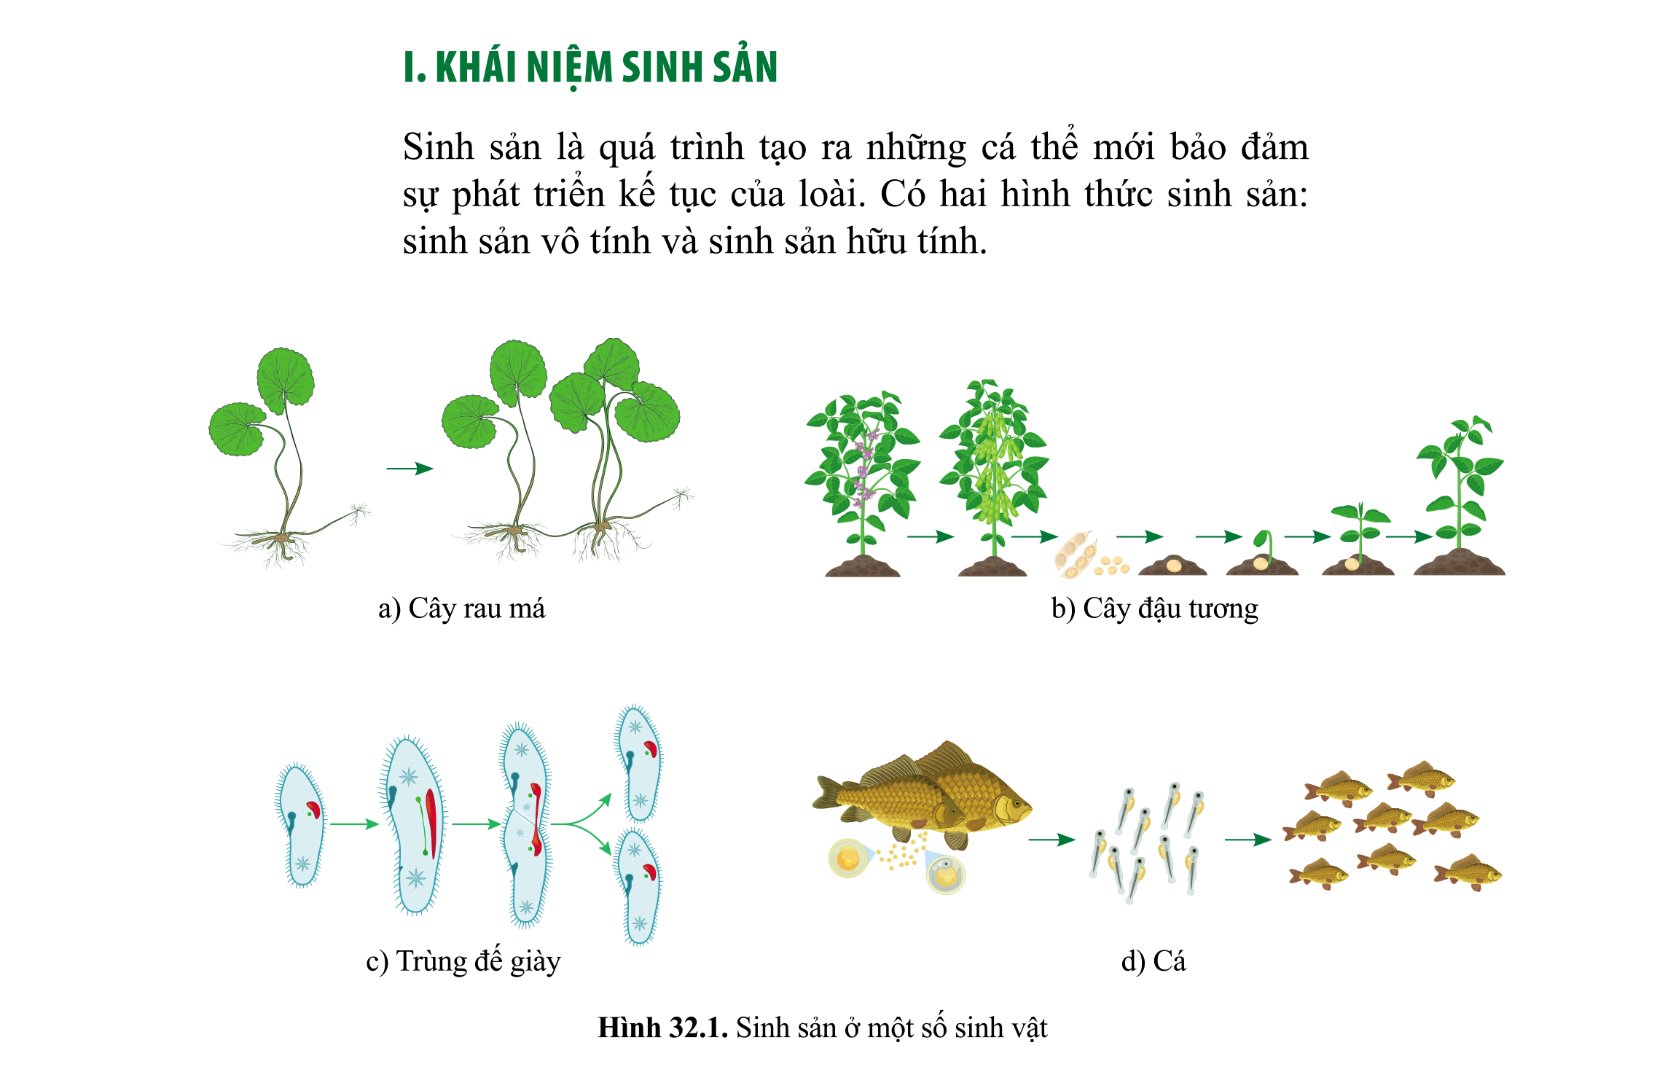 I. KHÁI NIỆM SINH SẢN
Sinh sản là quá trình tạo ra những cá thể mới bảo đảm
sự phát triển kế tục của loài. Có hai hình thức sinh sản:
sinh sản vô tính và sinh sản hữu tính.
a) Cây rau má
b) Cây đậu tương
c) Trùng đế giày
d) Cá
Hình 32.1. Sinh sản ở một số sinh vật